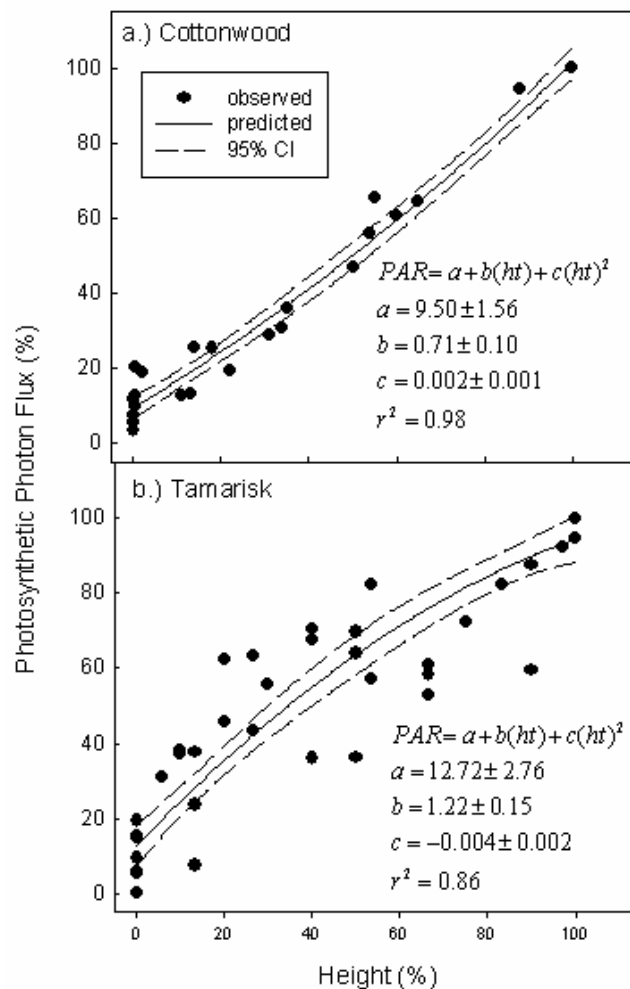 a.) Cottonwood
observed
predicted
95% CI
100
80
60
40
20
0
PAR= a+b(ht)+c(ht)²
a = 9.50±1.56
b = 0.71±0.10
c = 0.002±0.001
r² = 0.98
Photosynthetic Photon Flux (%)
b.) Tamarisk
100
80
60
40
20
0
PAR= a+b(ht)+c(ht)²
a = 12.72±2.76
b = 1.22±0.15
c = −0.004±0.002
r² = 0.86
0 20 40 60 80 100
Height (%)